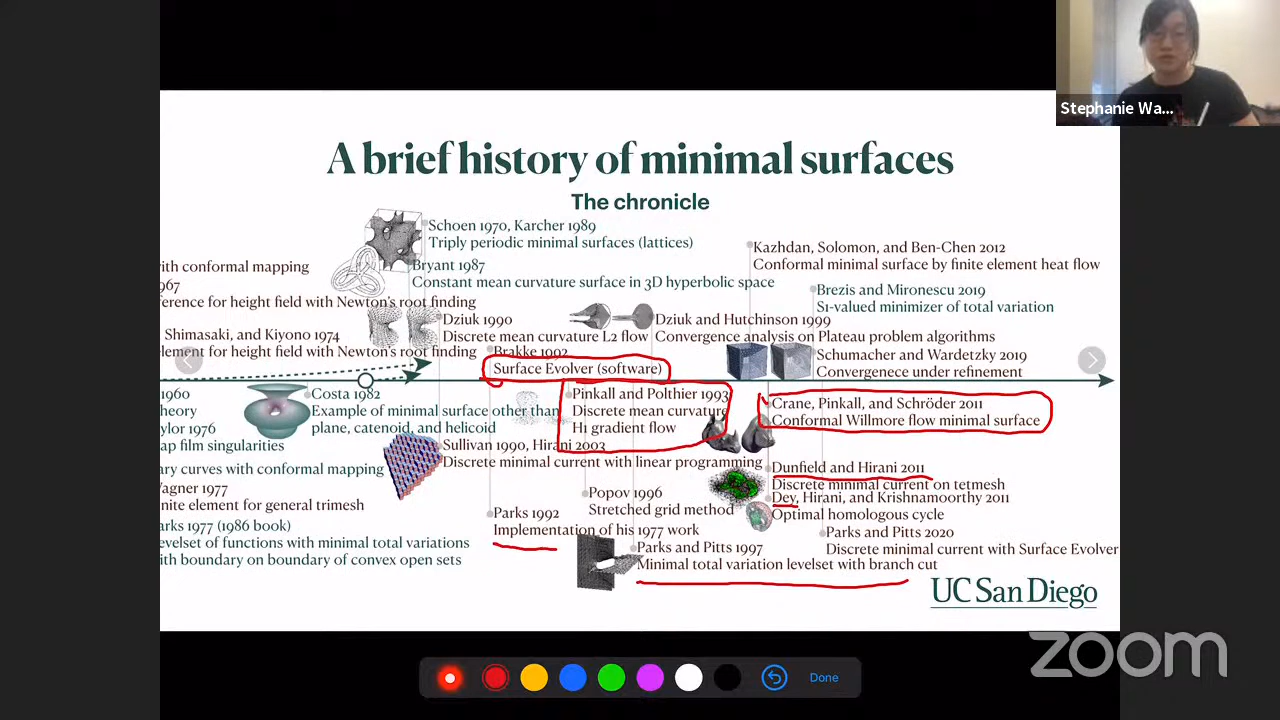 Stephanie Wa...
A brief history of minimal surfaces
The chronicle
Schoen 1970, Karcher 1989
Triply periodic minimal surfaces (lattices)
Kazhdan, Solomon, and Ben-Chen 2012
Conformal minimal surface by finite element heat flow
with conformal mapping
Bryant 1987
Constant mean curvature surface in 3D hyperbolic space
967
erence for height field with Newton's root finding
Brezis and Mironescu 2019
S1-valued minimizer of total variation
Dziuk 1990
Discrete mean curvature L2 flow
Dziuk and Hutchinson 1999
Convergence analysis on Plateau problem algorithms
Shimasaki, and Kiyono 1974
element for height field with Newton's root finding
Brakke 1992
Surface Evolver (software)
Schumacher and Wardetzky 2019
Convergenece under refinement
1960
heory
ylor 1976
ap film singularities
Costa 1982
Example of minimal surface other than
plane, catenoid, and helicoid
Pinkall and Polthier 1993
Discrete mean curvature
H1 gradient flow
Crane, Pinkall, and Schröder 2011
Conformal Willmore flow minimal surface
Sullivan 1990, Hirani 2003
Discrete minimal current with linear programming
ary curves with conformal mapping
Wagner 1977
nite element for general trimesh
Dunfield and Hirani 2011
Discrete minimal current on tetmesh
Dey, Hirani, and Krishnamoorthy 2011
Optimal homologous cycle
Popov 1996
Stretched grid method
Parks 1992
Implementation of his 1977 work
arks 1977 (1986 book)
evelset of functions with minimal total variations
ith boundary on boundary of convex open sets
Parks and Pitts 1997
Minimal total variation levelset with branch cut
Parks and Pitts 2020
Discrete minimal current with Surface Evolver
UC San Diego
zoom
Done